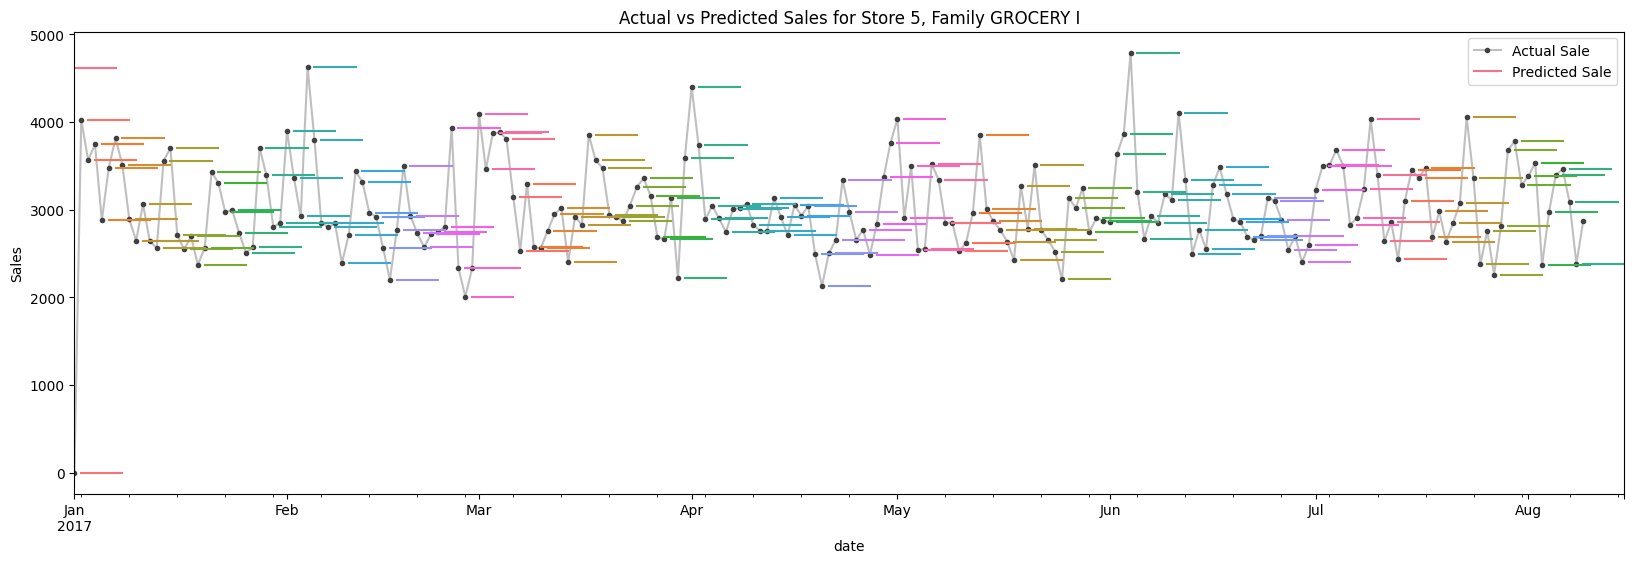 Actual vs Predicted Sales for Store 5, Family GROCERY I
Actual Sale
Predicted Sale
Sales
5000
4000
3000
2000
1000
0
Jan Feb Mar Apr May Jun Jul Aug
2017
date